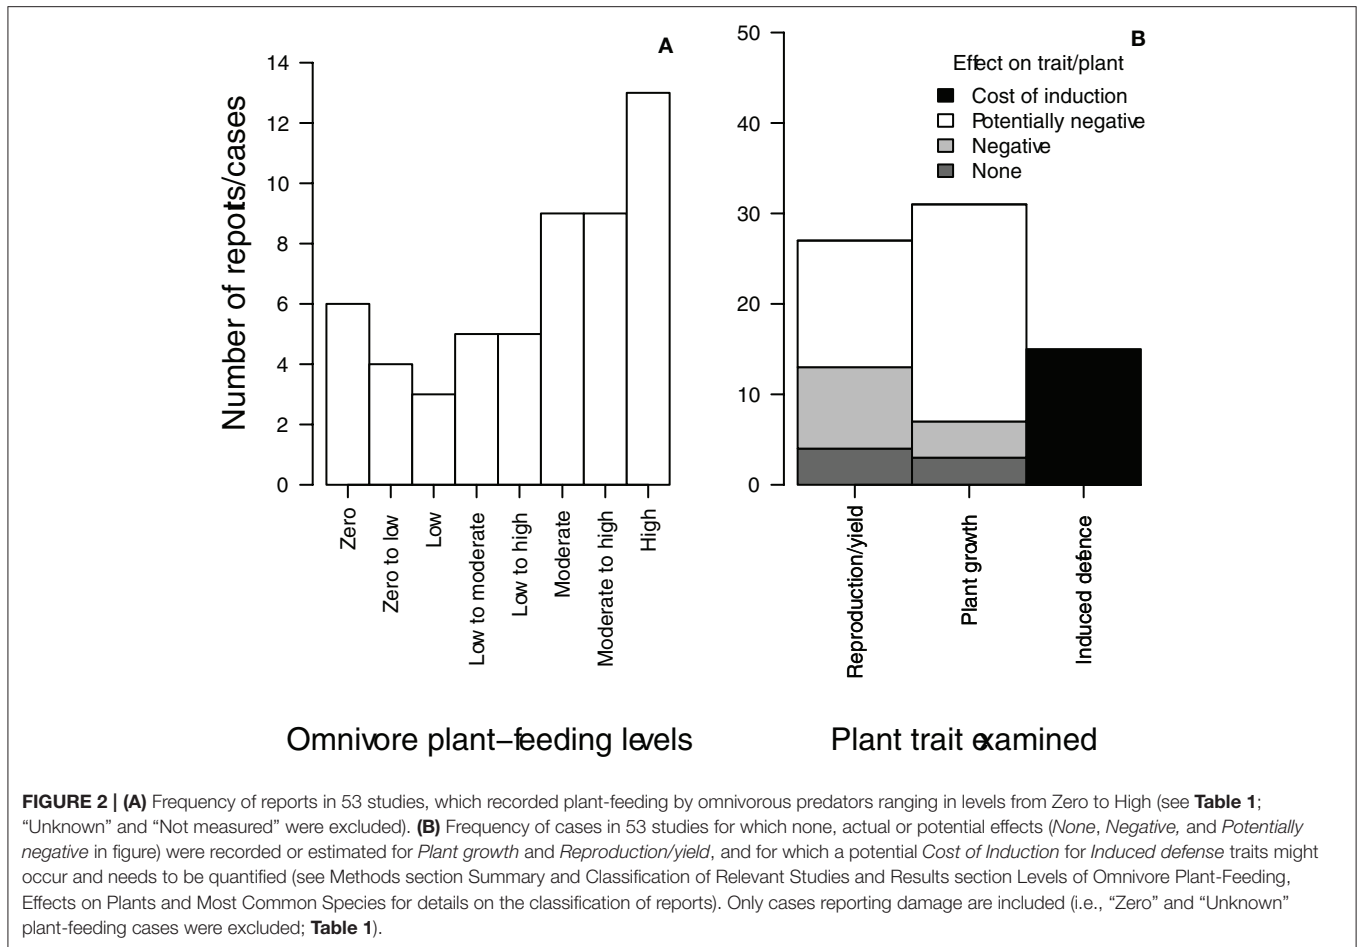 A
14
12
10
8
6
4
2
0
Number of repots/cases
Zero
Zero to low
Low
Low to moderate
Low to high
Moderate
Moderate to high
High
Omnivore plant–feeding levels
B
50
40
30
20
10
0
Effect on trait/plant
Cost of induction
Potentially negative
Negative
None
Reproduction/yield
Plant growth
Induced defence
Plant trait examined
FIGURE 2 | (A) Frequency of reports in 53 studies, which recorded plant-feeding by omnivorous predators ranging in levels from Zero to High (see Table 1;
“Unknown” and “Not measured” were excluded). (B) Frequency of cases in 53 studies for which none, actual or potential effects (None, Negative, and Potentially
negative in figure) were recorded or estimated for Plant growth and Reproduction/yield, and for which a potential Cost of Induction for Induced defense traits might
occur and needs to be quantified (see Methods section Summary and Classification of Relevant Studies and Results section Levels of Omnivore Plant-Feeding,
Effects on Plants and Most Common Species for details on the classification of reports). Only cases reporting damage are included (i.e., “Zero” and “Unknown”
plant-feeding cases were excluded; Table 1).